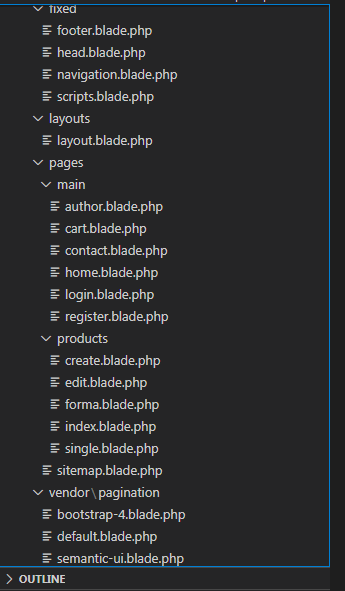 fixed
footer.blade.php
head.blade.php
navigation.blade.php
scripts.blade.php
layouts
layout.blade.php
pages
main
author.blade.php
cart.blade.php
contact.blade.php
home.blade.php
login.blade.php
register.blade.php
products
create.blade.php
edit.blade.php
forma.blade.php
index.blade.php
single.blade.php
sitemap.blade.php
vendor\pagination
bootstrap-4.blade.php
default.blade.php
semantic-ui.blade.php
OUTLINE